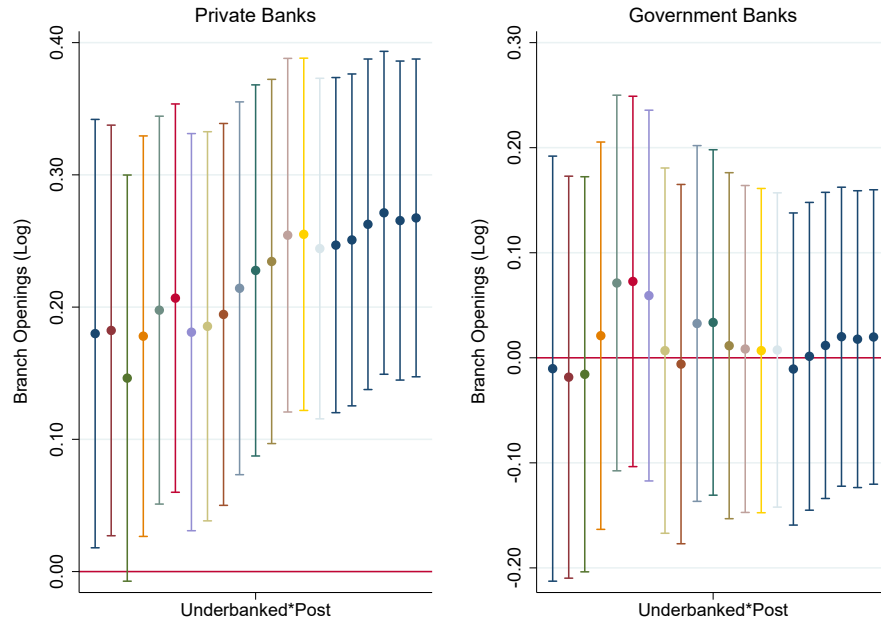 Private Banks
Branch Openings (Log)
0.40
0.30
0.20
0.10
0.00
Underbanked*Post
Government Banks
Branch Openings (Log)
0.30
0.20
0.10
0.00
-0.10
-0.20
Underbanked*Post